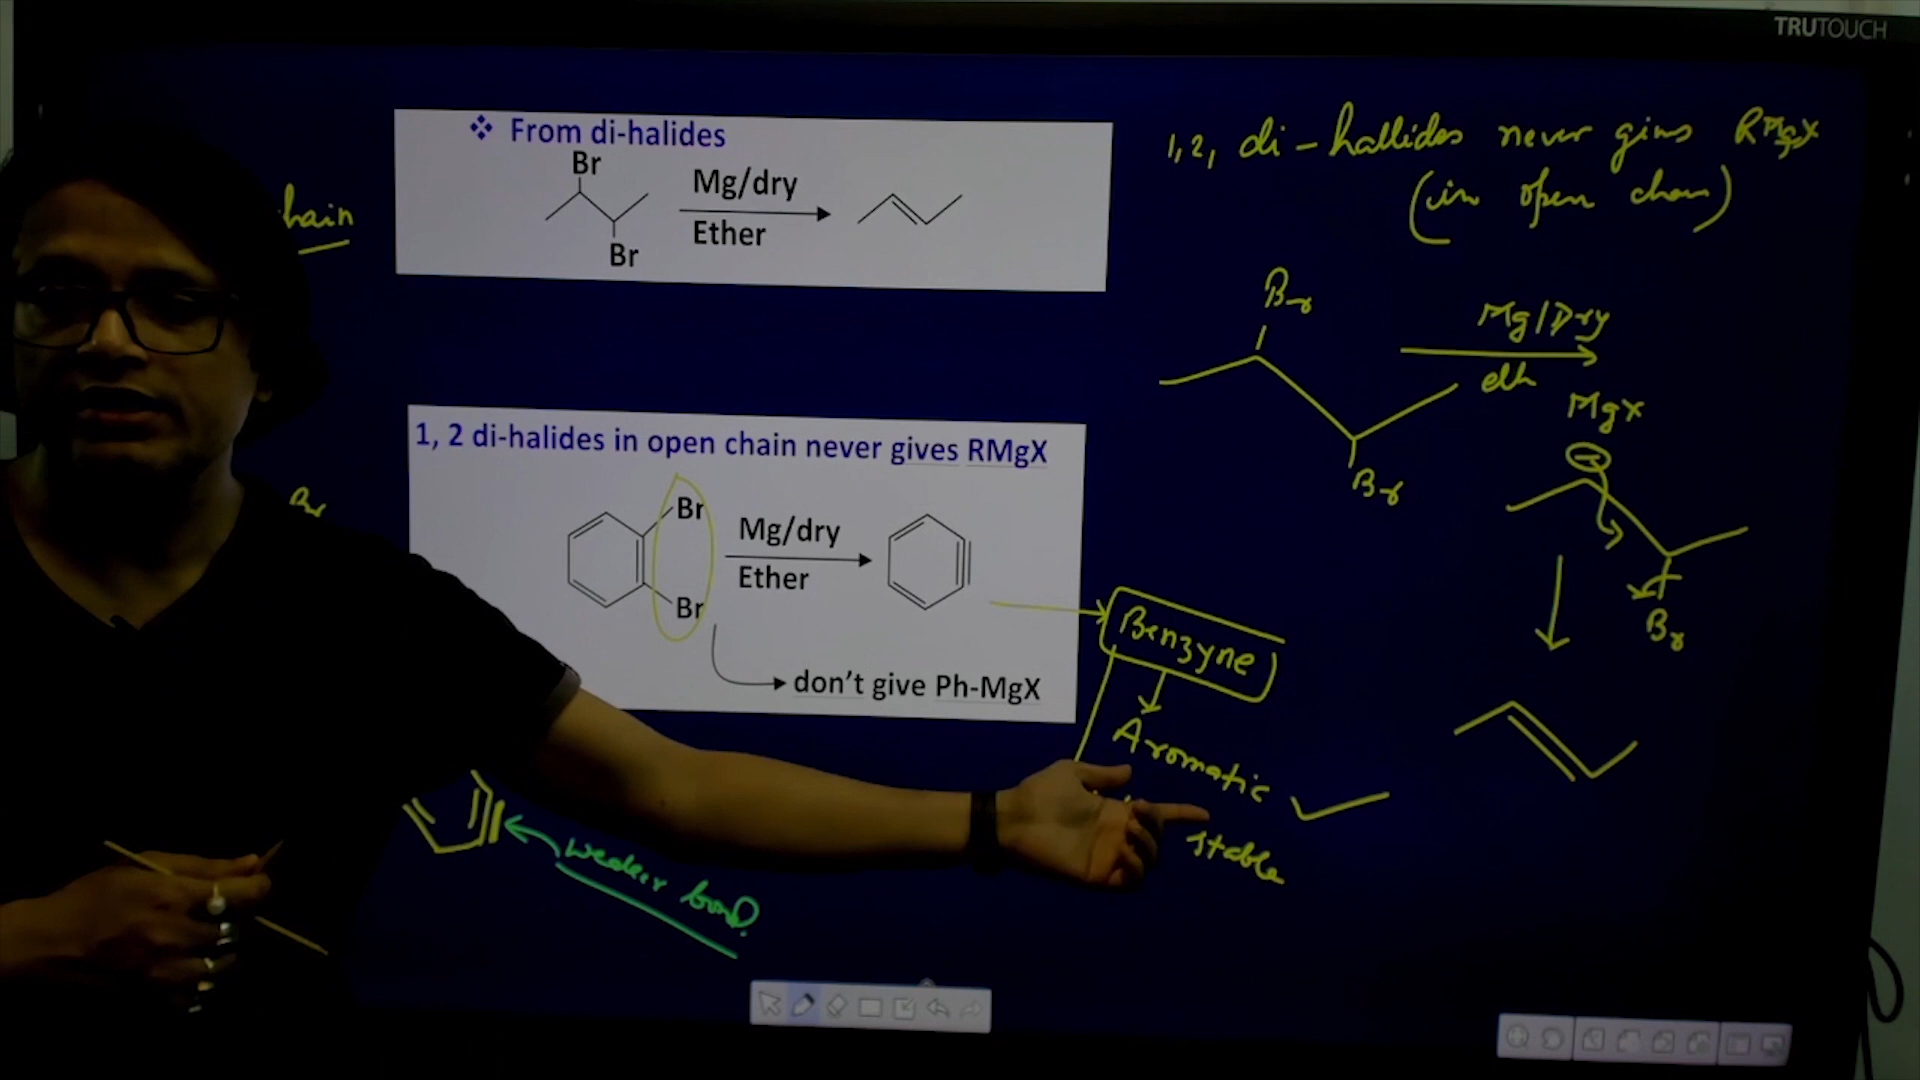 TRUTOUCH
❖ From di-halides
Br
Mg/dry
Ether
Br
hain
1,2, di-hallides never gives RMgX
(in open chan)
Br
Mg/Dry
eth
Br
MgX
⊖
Br
1, 2 di-halides in open chain never gives RMgX
Br
Mg/dry
Ether
Br
don't give Ph-MgX
Br
Benzyne
Aromatic
stable
weaker bond.